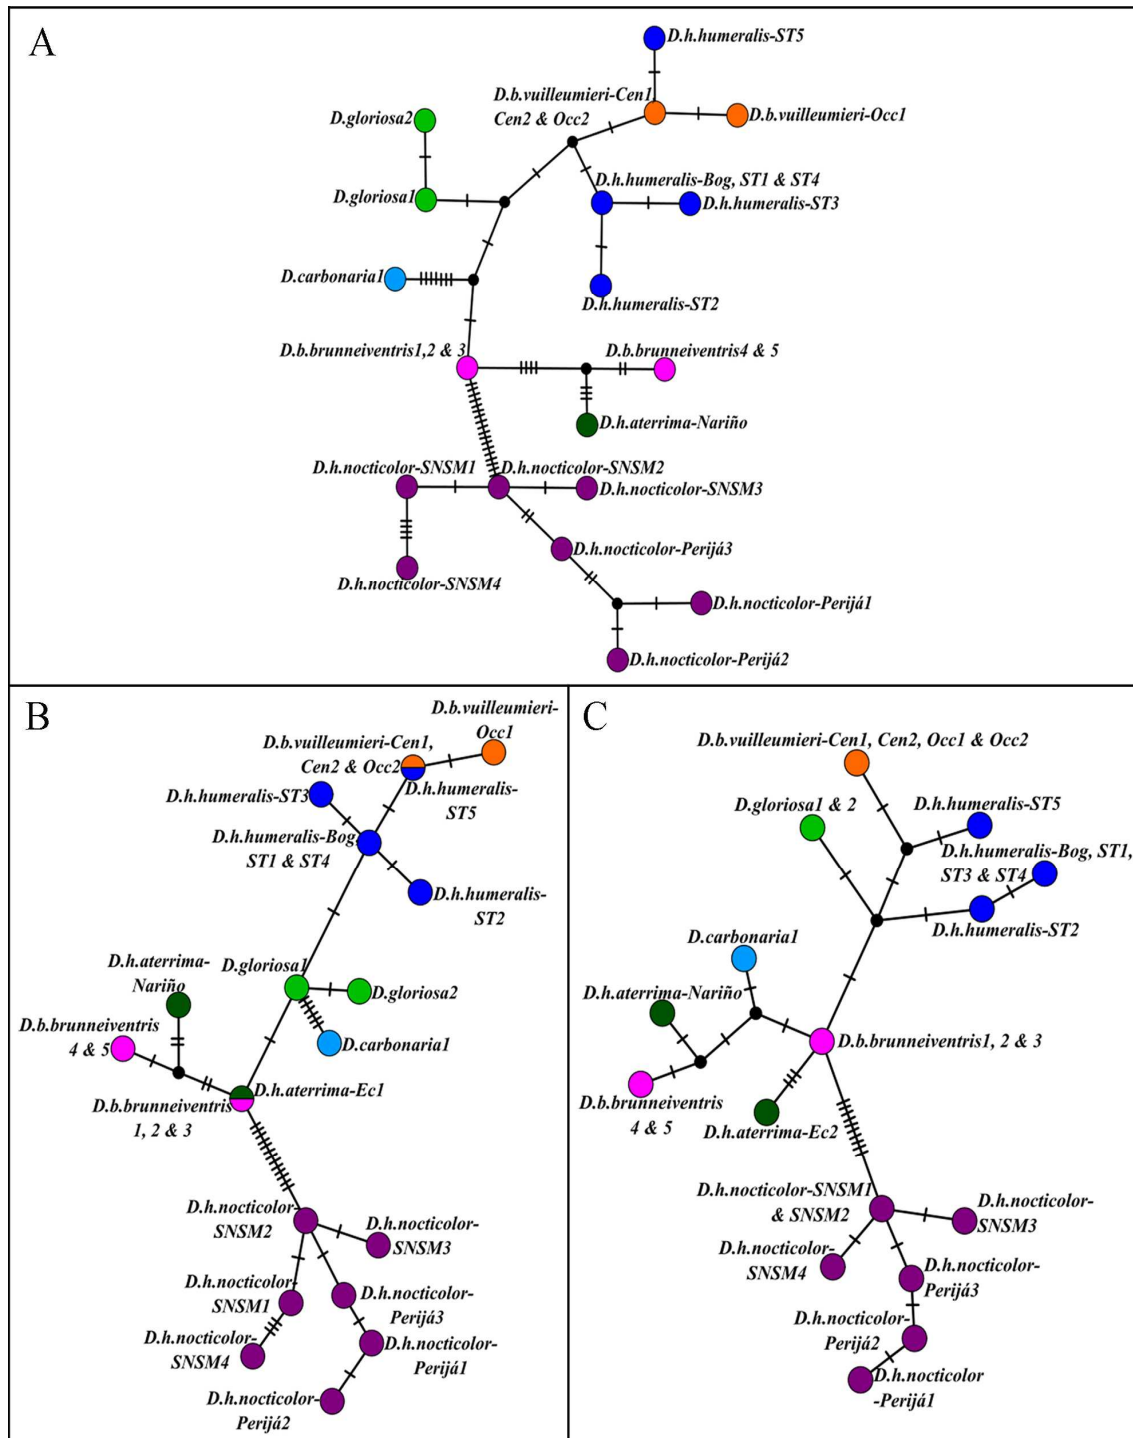 A
D.h.humeralis-ST5
D.b.vuilleumieri-Cen1,
Cen2 & Occ2
D.b.vuilleumieri-Occ1
D.gloriosa2
D.h.humeralis-Bog, ST1 & ST4
D.gloriosa1
D.h.humeralis-ST3
D.carbonaria1
D.h.humeralis-ST2
D.b.brunneiventris1,2 & 3
D.b.brunneiventris4 & 5
D.h.aterrima-Nariño
D.h.nocticolor-SNSM1
D.h.nocticolor-SNSM2
D.h.nocticolor-SNSM3
D.h.nocticolor-Perijá3
D.h.nocticolor-SNSM4
D.h.nocticolor-Perijá1
D.h.nocticolor-Perijá2
B
D.b.vuilleumieri-
Occ1
D.b.vuilleumieri-Cen1,
Cen2 & Occ2
D.h.humeralis-
ST5
D.h.humeralis-ST3
D.h.humeralis-Bog,
ST1 & ST4
D.h.humeralis-
ST2
D.gloriosa1
D.h.aterrima-
Nariño
D.gloriosa2
D.b.brunneiventris
4 & 5
D.carbonaria1
D.h.aterrima-Ec1
D.b.brunneiventris
1, 2 & 3
D.h.nocticolor-
SNSM2
D.h.nocticolor-
SNSM3
D.h.nocticolor-
SNSM1
D.h.nocticolor-
Perijá3
D.h.nocticolor-
SNSM4
D.h.nocticolor-
Perijá1
D.h.nocticolor-
Perijá2
C
D.b.vuilleumieri-Cen1, Cen2, Occ1 & Occ2
D.gloriosa1 & 2
D.h.humeralis-ST5
D.h.humeralis-Bog, ST1,
ST3 & ST4
D.h.humeralis-ST2
D.carbonaria1
D.h.aterrima-Nariño
D.b.brunneiventris1, 2 & 3
D.b.brunneiventris
4 & 5
D.h.aterrima-Ec2
D.h.nocticolor-SNSM1
& SNSM2
D.h.nocticolor-
SNSM3
D.h.nocticolor-
SNSM4
D.h.nocticolor-
Perijá3
D.h.nocticolor-
Perijá2
D.h.nocticolor
-Perijá1